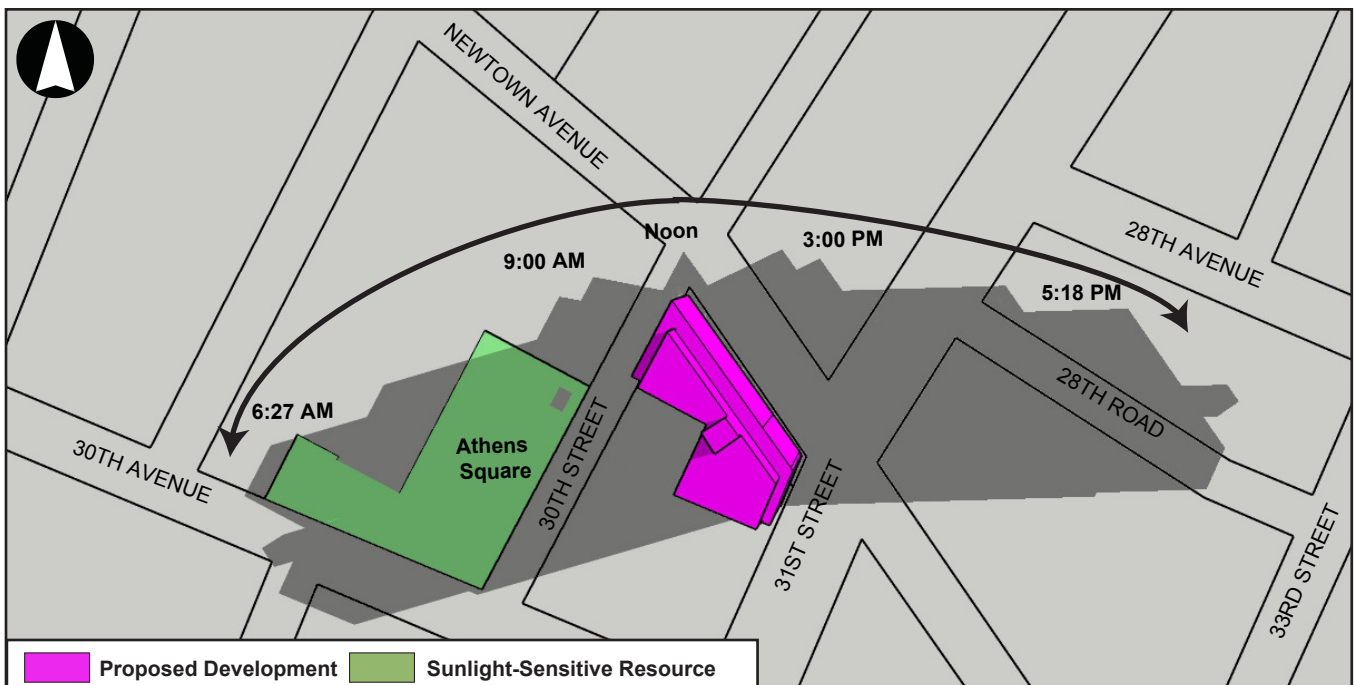 NEWTOWN AVENUE
28TH AVENUE
Noon
3:00 PM
9:00 AM
5:18 PM
28TH ROAD
6:27 AM
30TH AVENUE
Athens
Square
30TH STREET
31ST STREET
33RD STREET
Proposed Development
Sunlight-Sensitive Resource